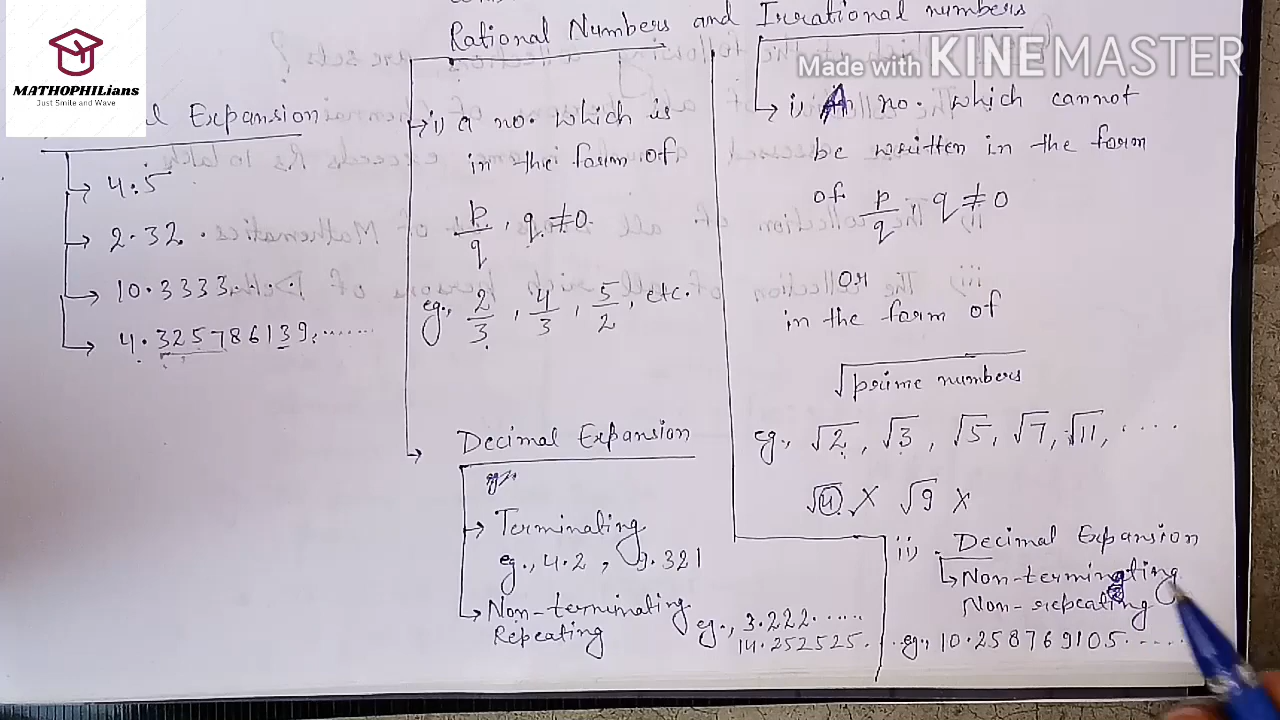 Rational Numbers and Irrational numbers
Made with KINEMASTER
MATHOPHILians
Just Smile and Wave
Expansion
4.5
2.32.
10.3333.....
4.325786139.......
i) a no. which is
in the form of
p/q, q ≠ 0.
eg., 2/3, 4/3, 5/2, etc.
Decimal Expansion
Terminating
eg., 4.2, 9.321
Non-terminating
Repeating
eg., 3.222......
14.252525...
i) A no. which cannot
be written in the form
of p/q q ≠ 0
or
in the form of
√prime numbers
eg., √2, √3, √5, √7, √11, ....
√4 X √9 X
ii) Decimal Expansion
Non-terminating
Non-repeating
eg., 10.258769105......